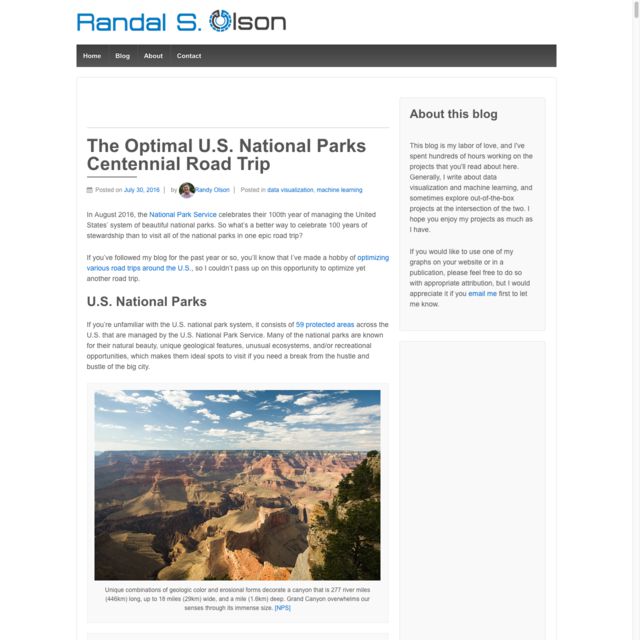 Randal S. Olson
Home Blog About Contact
The Optimal U.S. National Parks
Centennial Road Trip
Posted on July 30, 2016 | by Randy Olson | Posted in data visualization, machine learning
In August 2016, the National Park Service celebrates their 100th year of managing the United
States’ system of beautiful national parks. So what’s a better way to celebrate 100 years of
stewardship than to visit all of the national parks in one epic road trip?
If you’ve followed my blog for the past year or so, you’ll know that I’ve made a hobby of optimizing
various road trips around the U.S., so I couldn’t pass up on this opportunity to optimize yet
another road trip.
U.S. National Parks
If you’re unfamiliar with the U.S. national park system, it consists of 59 protected areas across the
U.S. that are managed by the U.S. National Park Service. Many of the national parks are known
for their natural beauty, unique geological features, unusual ecosystems, and/or recreational
opportunities, which makes them ideal spots to visit if you need a break from the hustle and
bustle of the big city.
Unique combinations of geologic color and erosional forms decorate a canyon that is 277 river miles
(446km) long, up to 18 miles (29km) wide, and a mile (1.6km) deep. Grand Canyon overwhelms our
senses through its immense size. [NPS]
About this blog
This blog is my labor of love, and I've
spent hundreds of hours working on the
projects that you'll read about here.
Generally, I write about data
visualization and machine learning, and
sometimes explore out-of-the-box
projects at the intersection of the two. I
hope you enjoy my projects as much as
I have.
If you would like to use one of my
graphs on your website or in a
publication, please feel free to do so
with appropriate attribution, but I would
appreciate it if you email me first to let
me know.